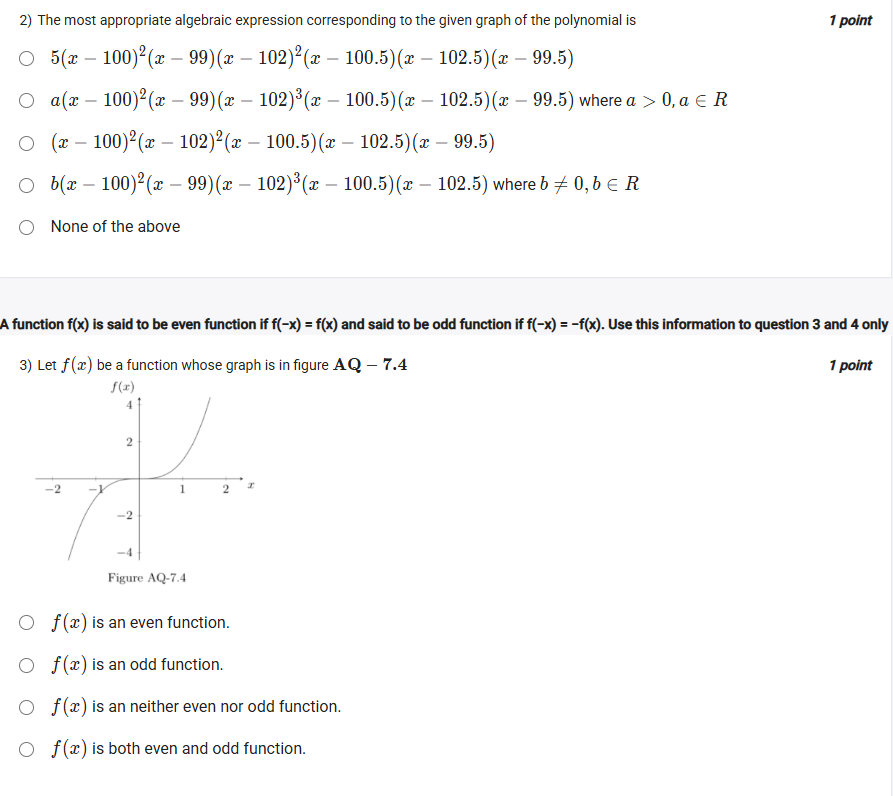 2) The most appropriate algebraic expression corresponding to the given graph of the polynomial is
1 point
5(x − 100)²(x − 99)(x − 102)²(x − 100.5)(x − 102.5)(x − 99.5)
a(x − 100)²(x − 99)(x − 102)³(x − 100.5)(x − 102.5)(x − 99.5) where a > 0, a ∈ R
(x − 100)²(x − 102)²(x − 100.5)(x − 102.5)(x − 99.5)
b(x − 100)²(x − 99)(x − 102)³(x − 100.5)(x − 102.5) where b ≠ 0, b ∈ R
None of the above
A function f(x) is said to be even function if f(−x) = f(x) and said to be odd function if f(−x) = −f(x). Use this information to question 3 and 4 only
3) Let f(x) be a function whose graph is in figure AQ − 7.4
1 point
f(x)
4
2
−2 −1 1 2 x
−2
−4
Figure AQ-7.4
f(x) is an even function.
f(x) is an odd function.
f(x) is an neither even nor odd function.
f(x) is both even and odd function.